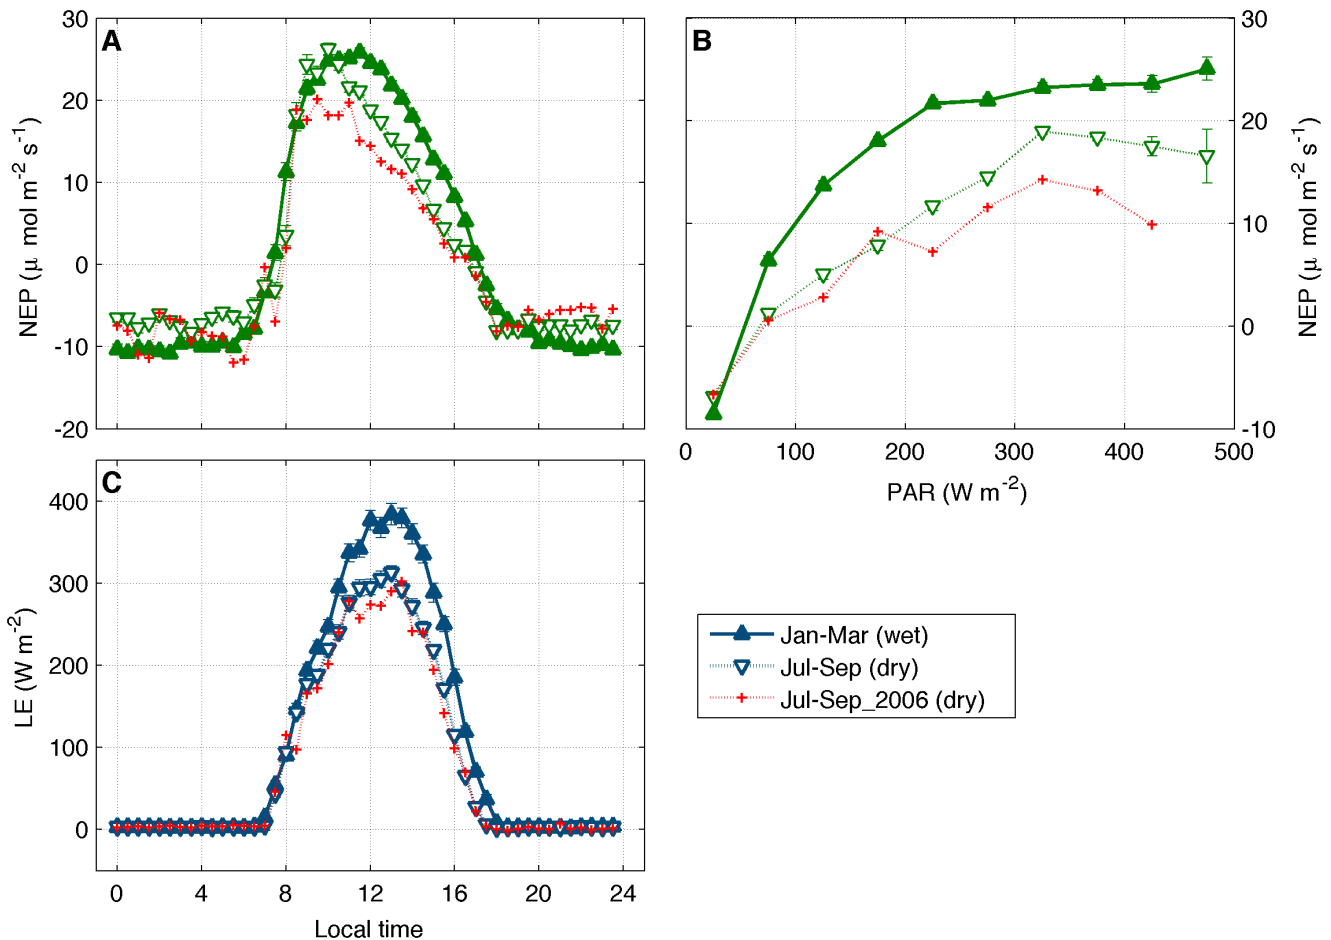 A
30
20
10
0
-10
-20
NEP (μ mol m⁻² s⁻¹)
B
30
20
10
0
-10
NEP (μ mol m⁻² s⁻¹)
0 100 200 300 400 500
PAR (W m⁻²)
C
400
300
200
100
0
LE (W m⁻²)
0 4 8 12 16 20 24
Local time
Jan-Mar (wet)
Jul-Sep (dry)
Jul-Sep_2006 (dry)